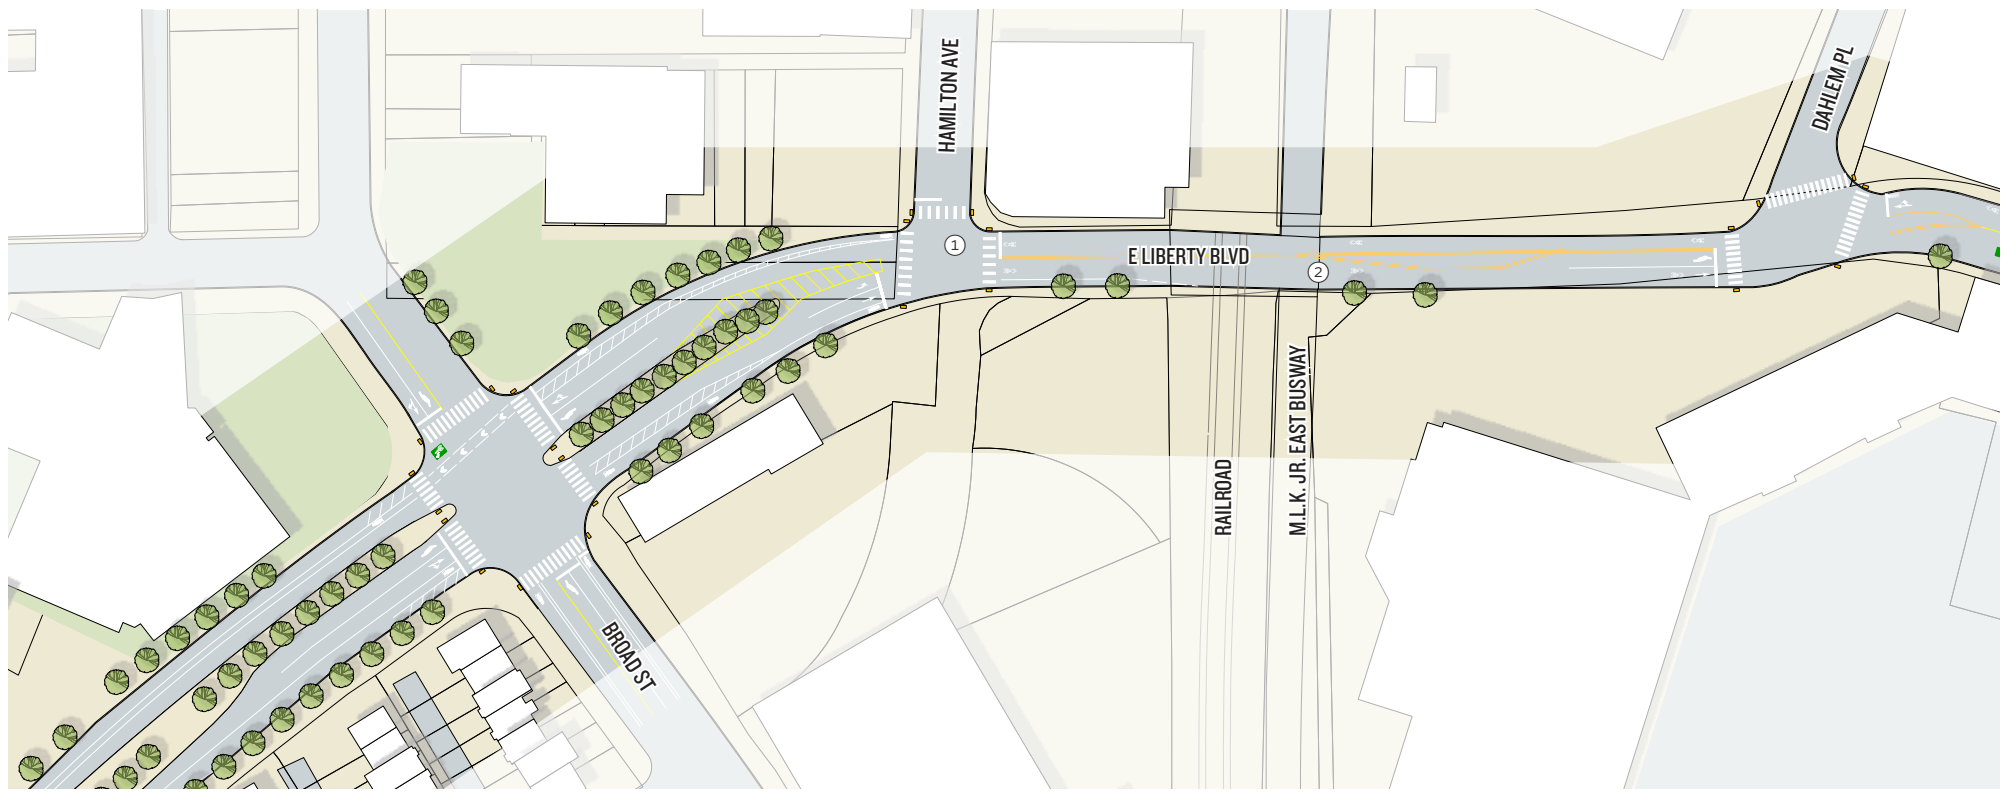 HAMILTON AVE
DAHLEM PL
1
E LIBERTY BLVD
2
RAILROAD
M.L.K. JR. EAST BUSWAY
BROAD ST